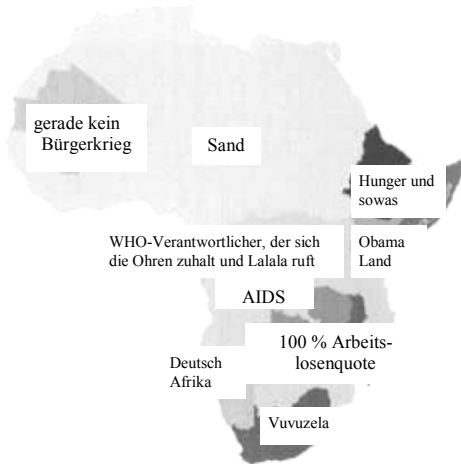 gerade kein
Bürgerkrieg
Sand
Hunger und
sowas
WHO-Verantwortlicher, der sich
die Ohren zuhalt und Lalala ruft
Obama
Land
AIDS
100 % Arbeits-
losenquote
Deutsch
Afrika
Vuvuzela